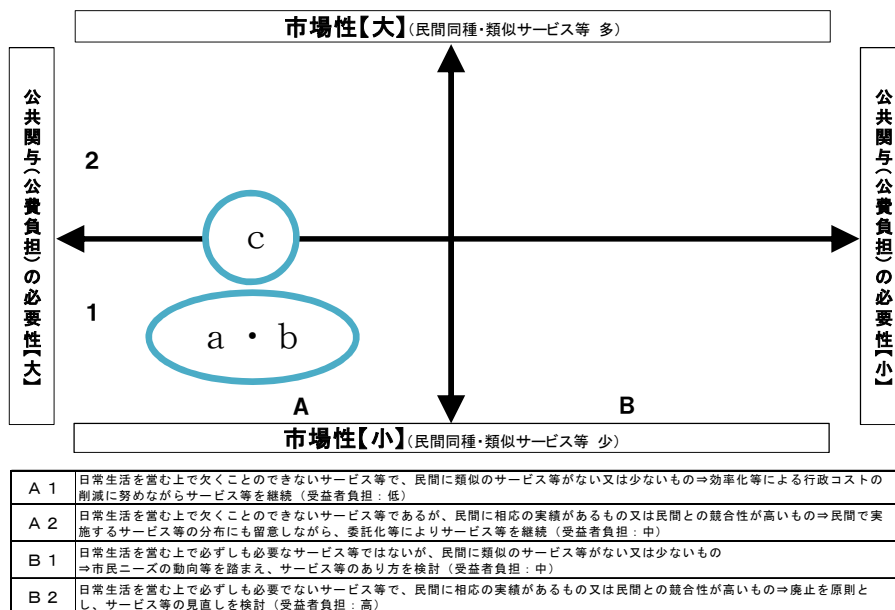 市場性【大】(民間同種・類似サービス等 多)
公共関与(公費負担)の必要性【大】
公共関与(公費負担)の必要性【小】
2
c
1
a ・ b
A
B
市場性【小】(民間同種・類似サービス等 少)
A 1
日常生活を営む上で欠くことのできないサービス等で、民間に類似のサービス等がない又は少ないもの⇒効率化等による行政コストの
削減に努めながらサービス等を継続（受益者負担：低）
A 2
日常生活を営む上で欠くことのできないサービス等であるが、民間に相応の実績があるもの又は民間との競合性が高いもの⇒民間で実
施するサービス等の分布にも留意しながら、委託化等によりサービス等を継続（受益者負担：中）
B 1
日常生活を営む上で必ずしも必要なサービス等ではないが、民間に類似のサービス等がない又は少ないもの
⇒市民ニーズの動向等を踏まえ、サービス等のあり方を検討（受益者負担：中）
B 2
日常生活を営む上で必ずしも必要でないサービス等で、民間に相応の実績があるもの又は民間との競合性が高いもの⇒廃止を原則と
し、サービス等の見直しを検討（受益者負担：高）